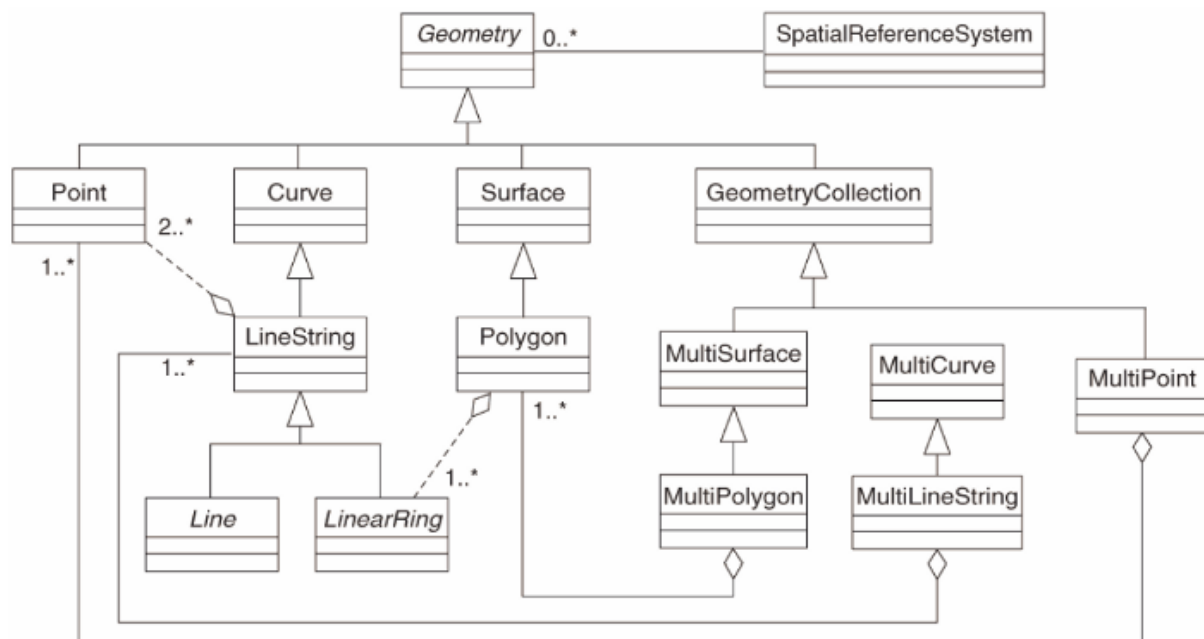 Geometry
0..*
SpatialReferenceSystem
Point
Curve
Surface
GeometryCollection
2..*
1..*
LineString
Polygon
MultiSurface
MultiCurve
MultiPoint
1..*
1..*
1..*
Line
LinearRing
MultiPolygon
MultiLineString